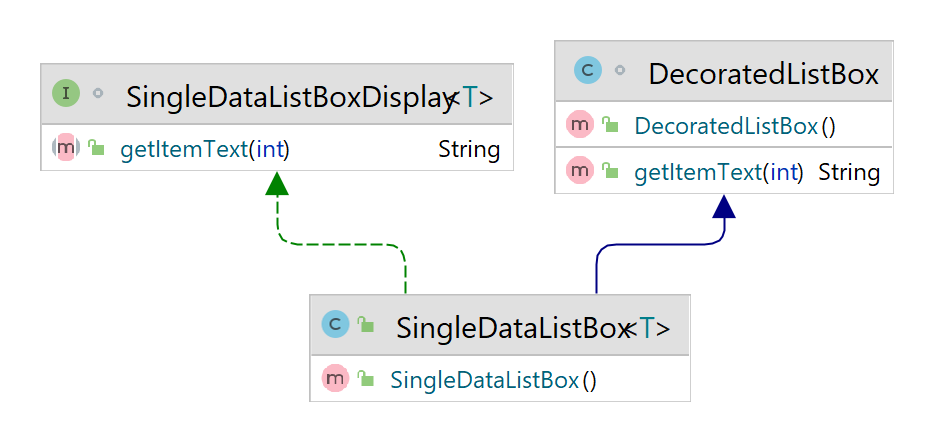 I SingleDataListBoxDisplay<T>
m getItemText(int) String
C DecoratedListBox
m DecoratedListBox()
m getItemText(int) String
C SingleDataListBox<T>
m SingleDataListBox()